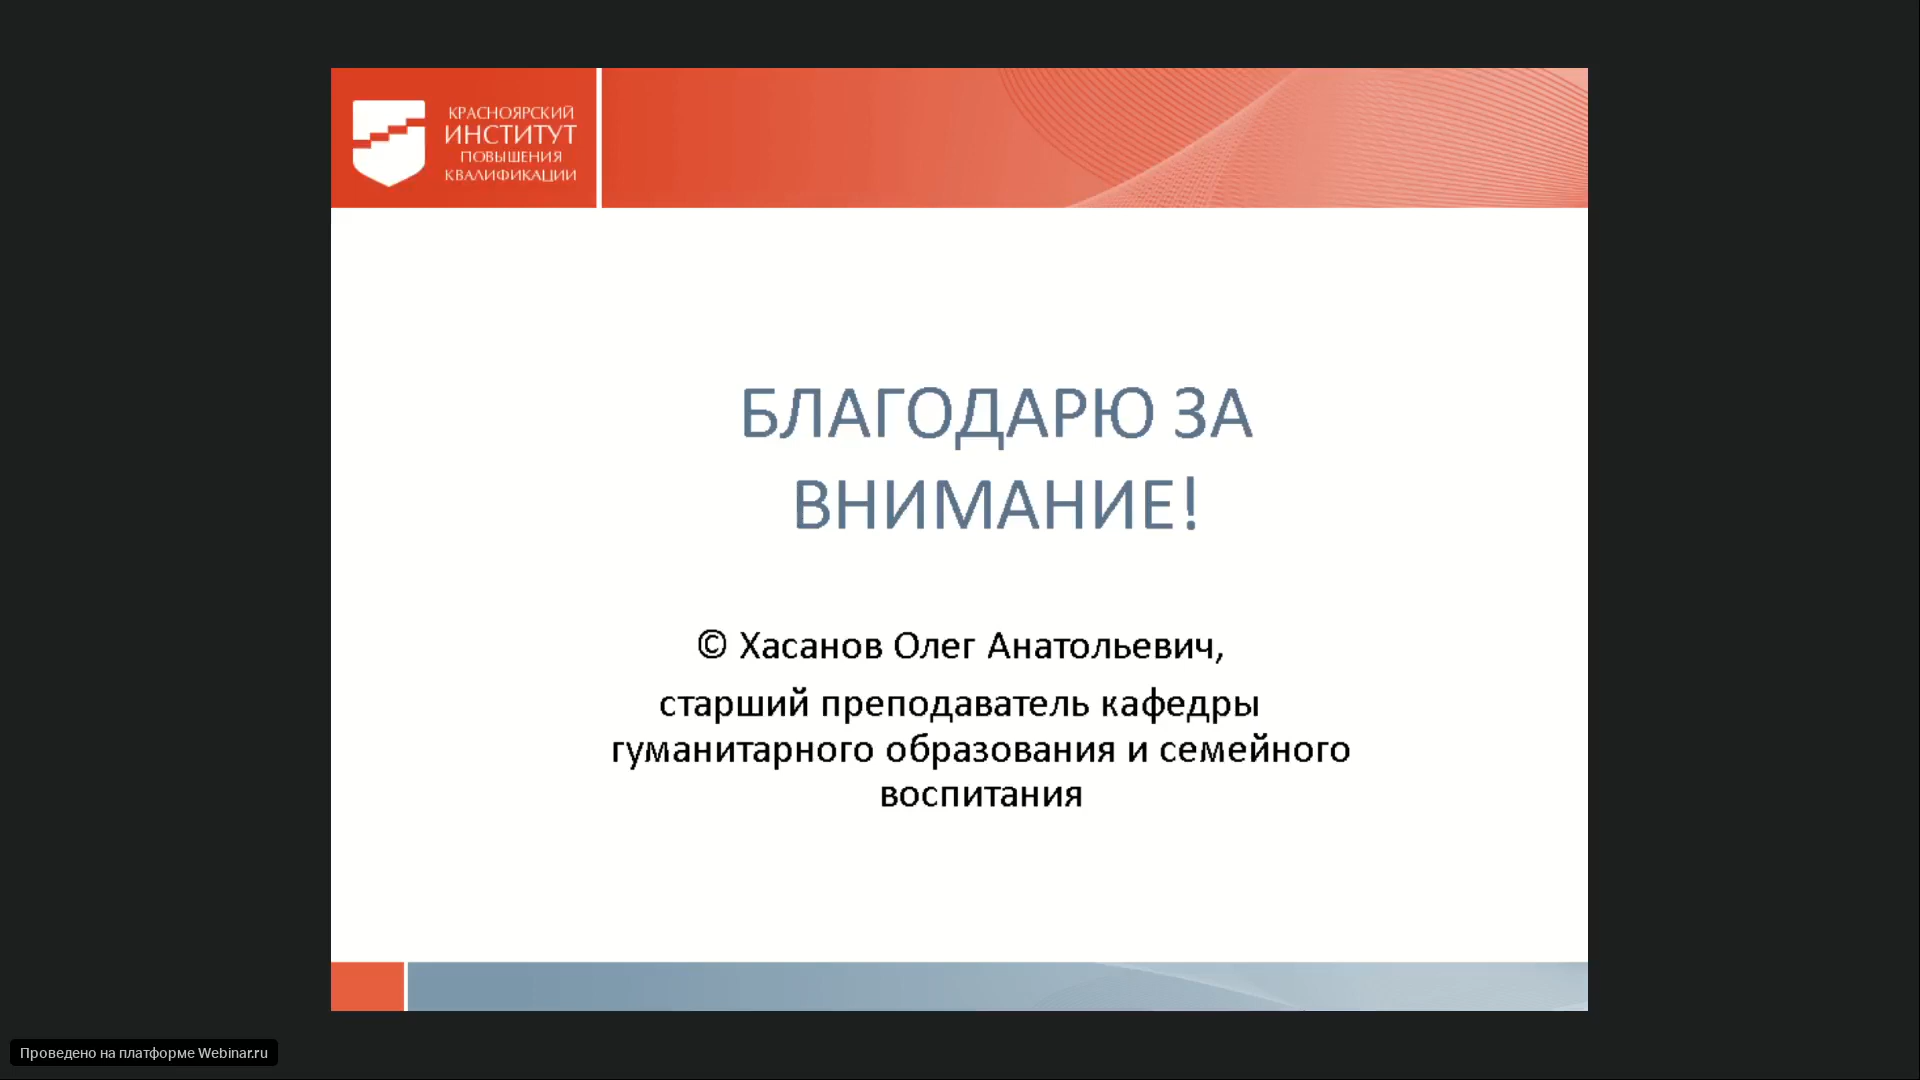 КРАСНОЯРСКИЙ
ИНСТИТУТ
ПОВЫШЕНИЯ
КВАЛИФИКАЦИИ
БЛАГОДАРЮ ЗА
ВНИМАНИЕ!
© Хасанов Олег Анатольевич,
старший преподаватель кафедры
гуманитарного образования и семейного
воспитания
Проведено на платформе Webinar.ru